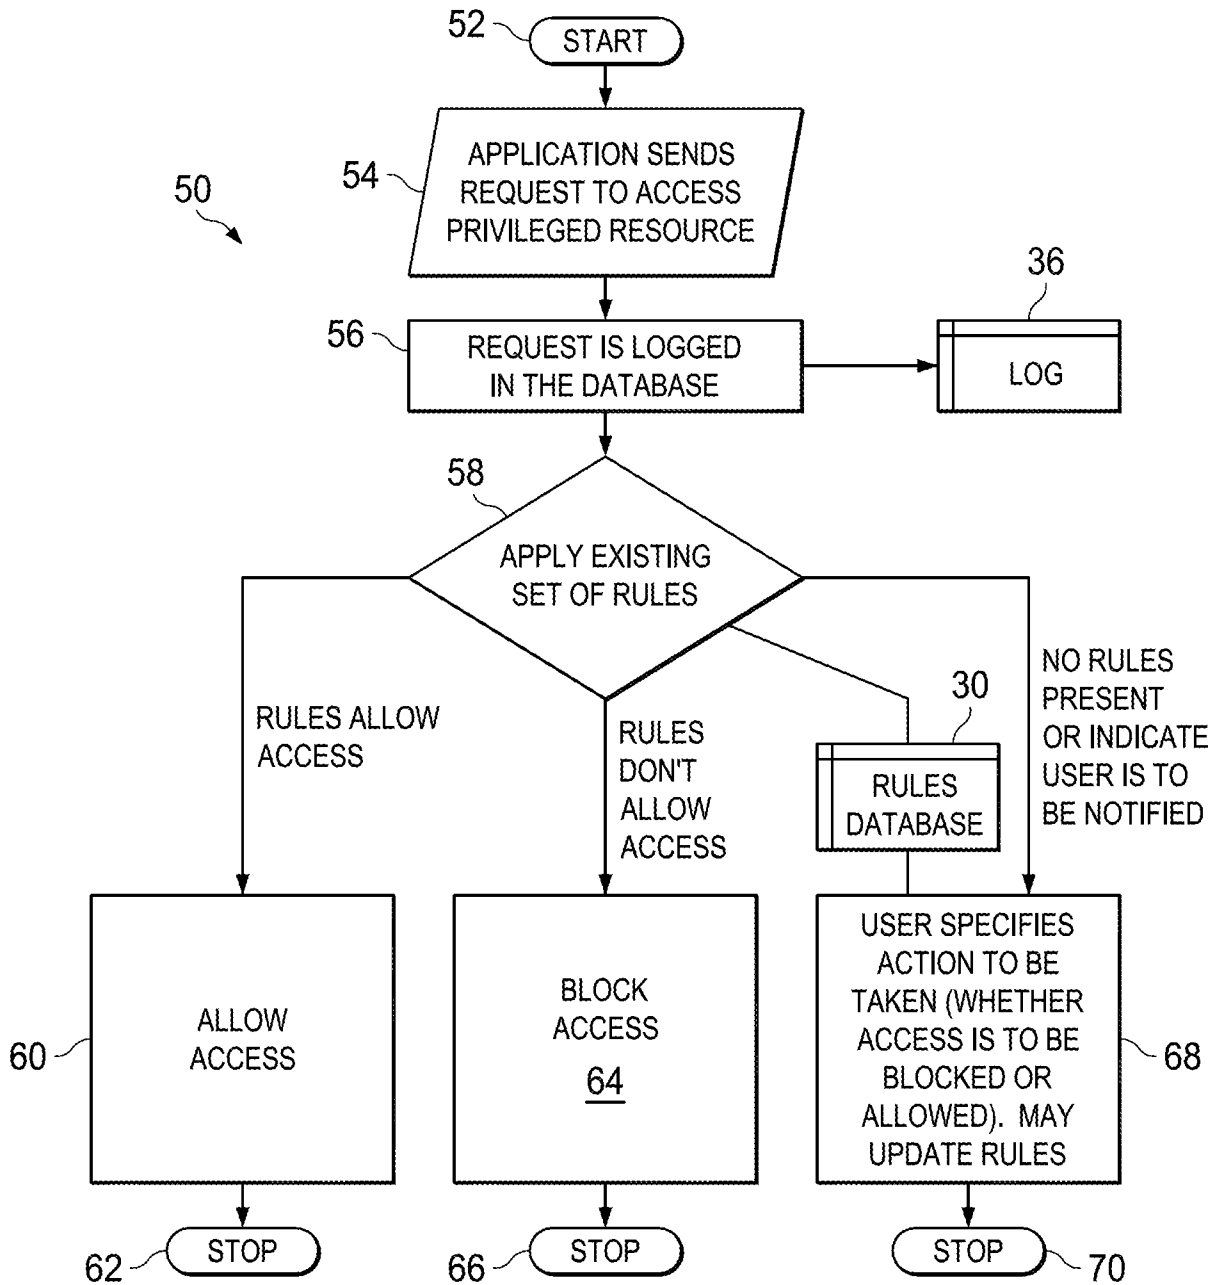 52
START
54
APPLICATION SENDS
REQUEST TO ACCESS
PRIVILEGED RESOURCE
50
36
56
REQUEST IS LOGGED
IN THE DATABASE
LOG
58
APPLY EXISTING
SET OF RULES
RULES ALLOW
ACCESS
RULES
DON'T
ALLOW
ACCESS
30
RULES
DATABASE
NO RULES
PRESENT
OR INDICATE
USER IS TO
BE NOTIFIED
60
ALLOW
ACCESS
BLOCK
ACCESS
64
USER SPECIFIES
ACTION TO BE
TAKEN (WHETHER
ACCESS IS TO BE
BLOCKED OR
ALLOWED). MAY
UPDATE RULES
68
62
STOP
66
STOP
STOP
70